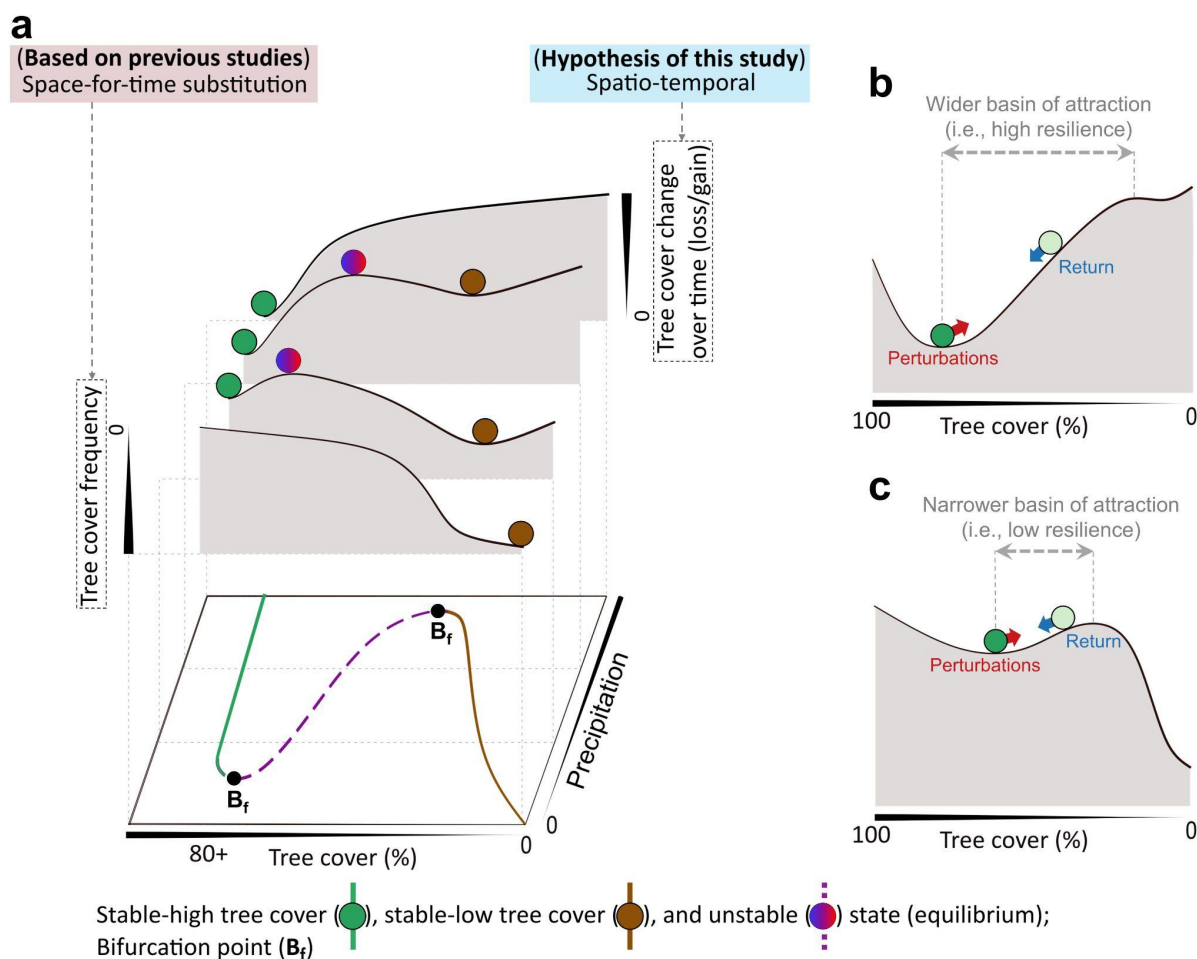 a
(Based on previous studies)
Space-for-time substitution
(Hypothesis of this study)
Spatio-temporal
Tree cover change
over time (loss/gain)
0
Tree cover frequency
0
B_f
B_f
Precipitation
0
80+
Tree cover (%)
0
b
Wider basin of attraction
(i.e., high resilience)
Return
Perturbations
100
Tree cover (%)
0
c
Narrower basin of attraction
(i.e., low resilience)
Perturbations
Return
100
Tree cover (%)
0
Stable-high tree cover ( ), stable-low tree cover ( ), and unstable ( ) state (equilibrium);
Bifurcation point (B_f)